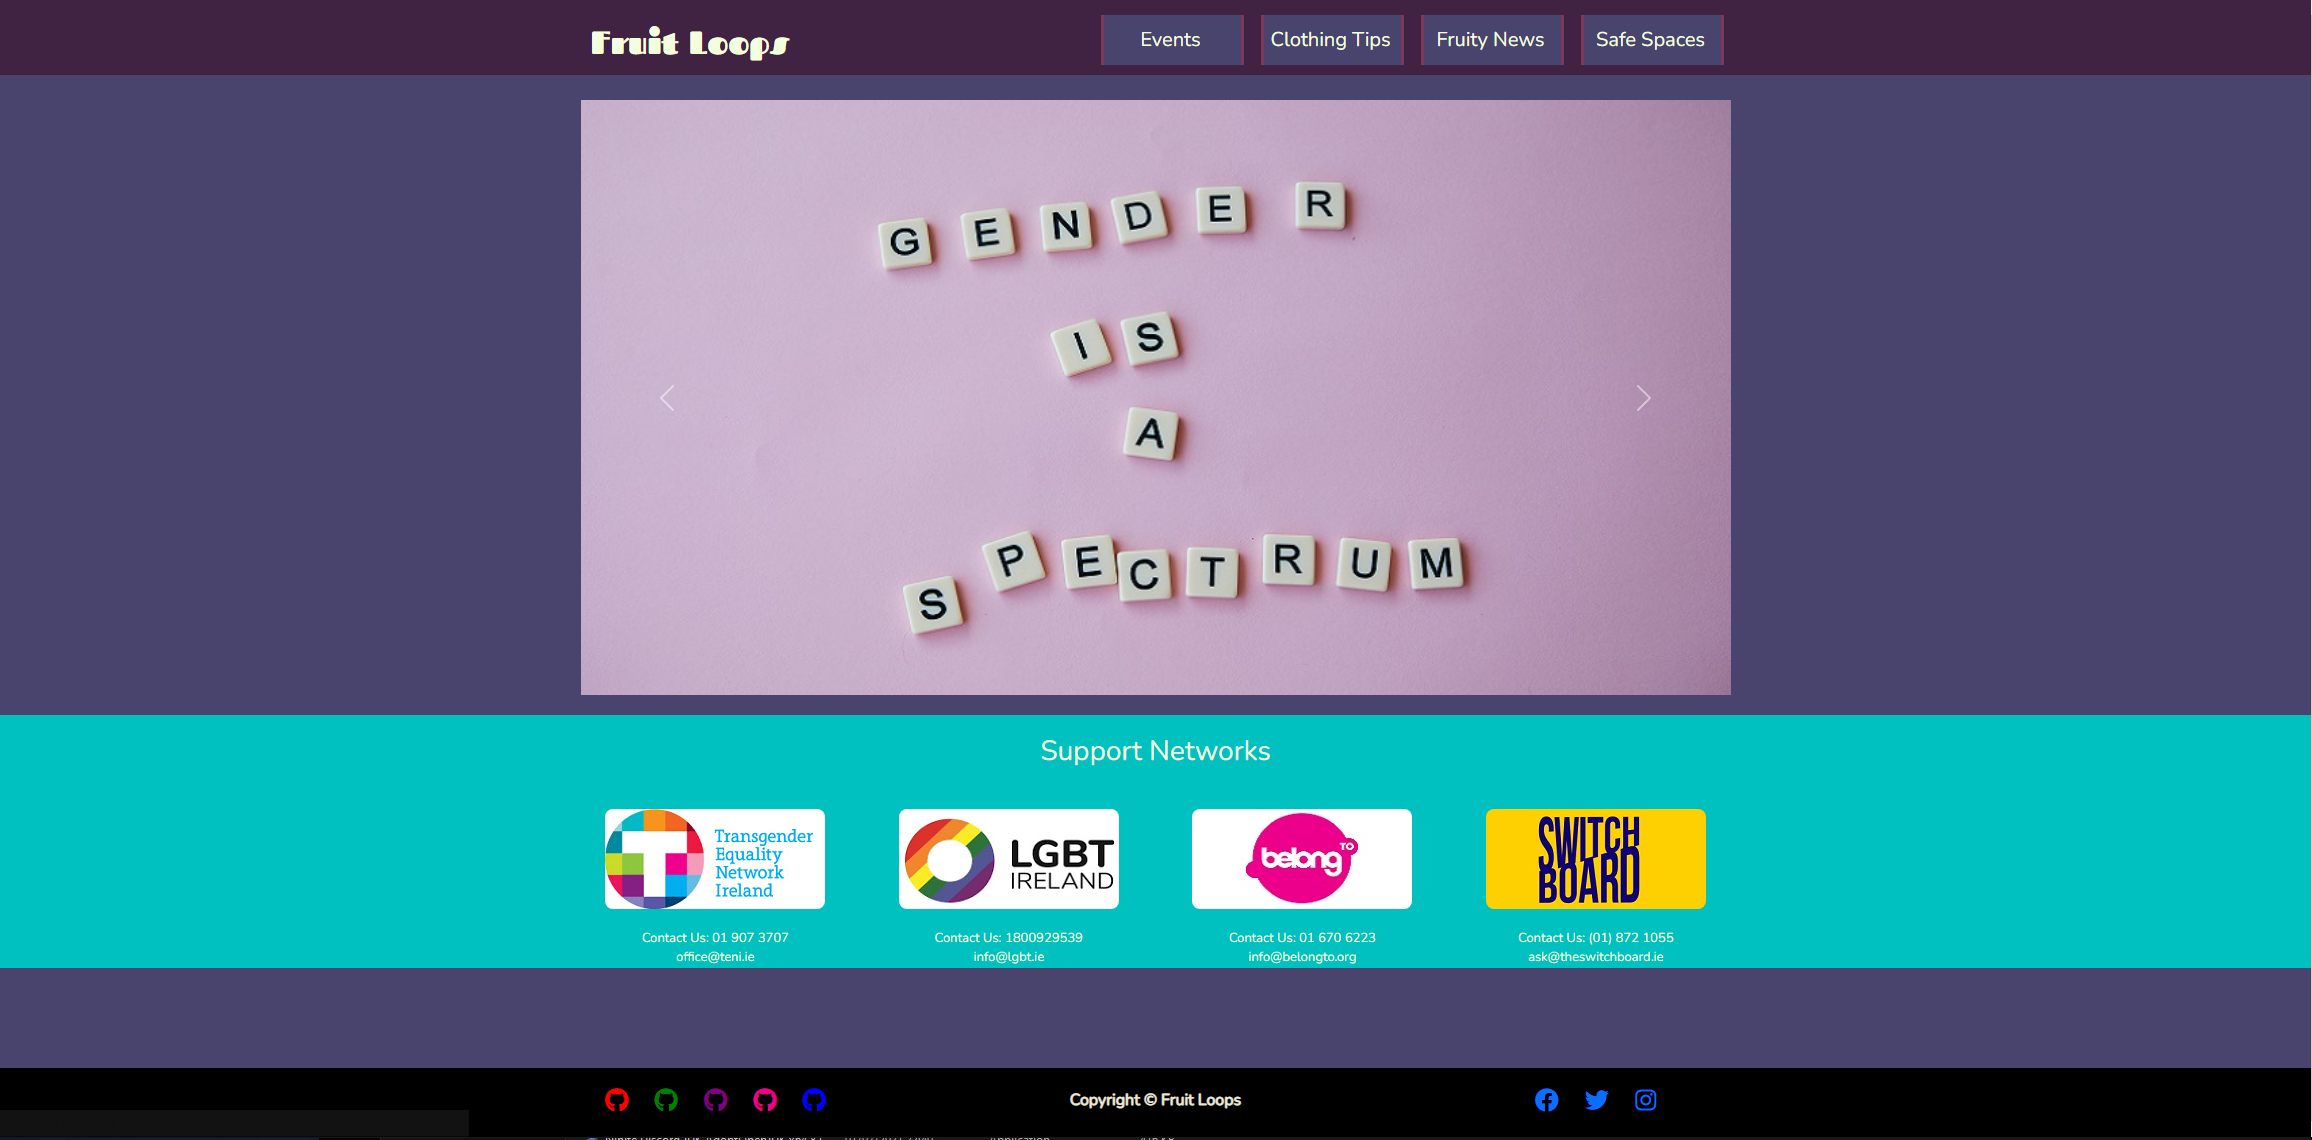 Fruit Loops
Events
Clothing Tips
Fruity News
Safe Spaces
GENDER
IS
A
SPECTRUM
Support Networks
Transgender
Equality
Network
Ireland
LGBT
IRELAND
belong TO
SWITCH
BOARD
Contact Us: 01 907 3707
office@teni.ie
Contact Us: 1800929539
info@lgbt.ie
Contact Us: 01 670 6223
info@belongto.org
Contact Us: (01) 872 1055
ask@theswitchboard.ie
Copyright © Fruit Loops